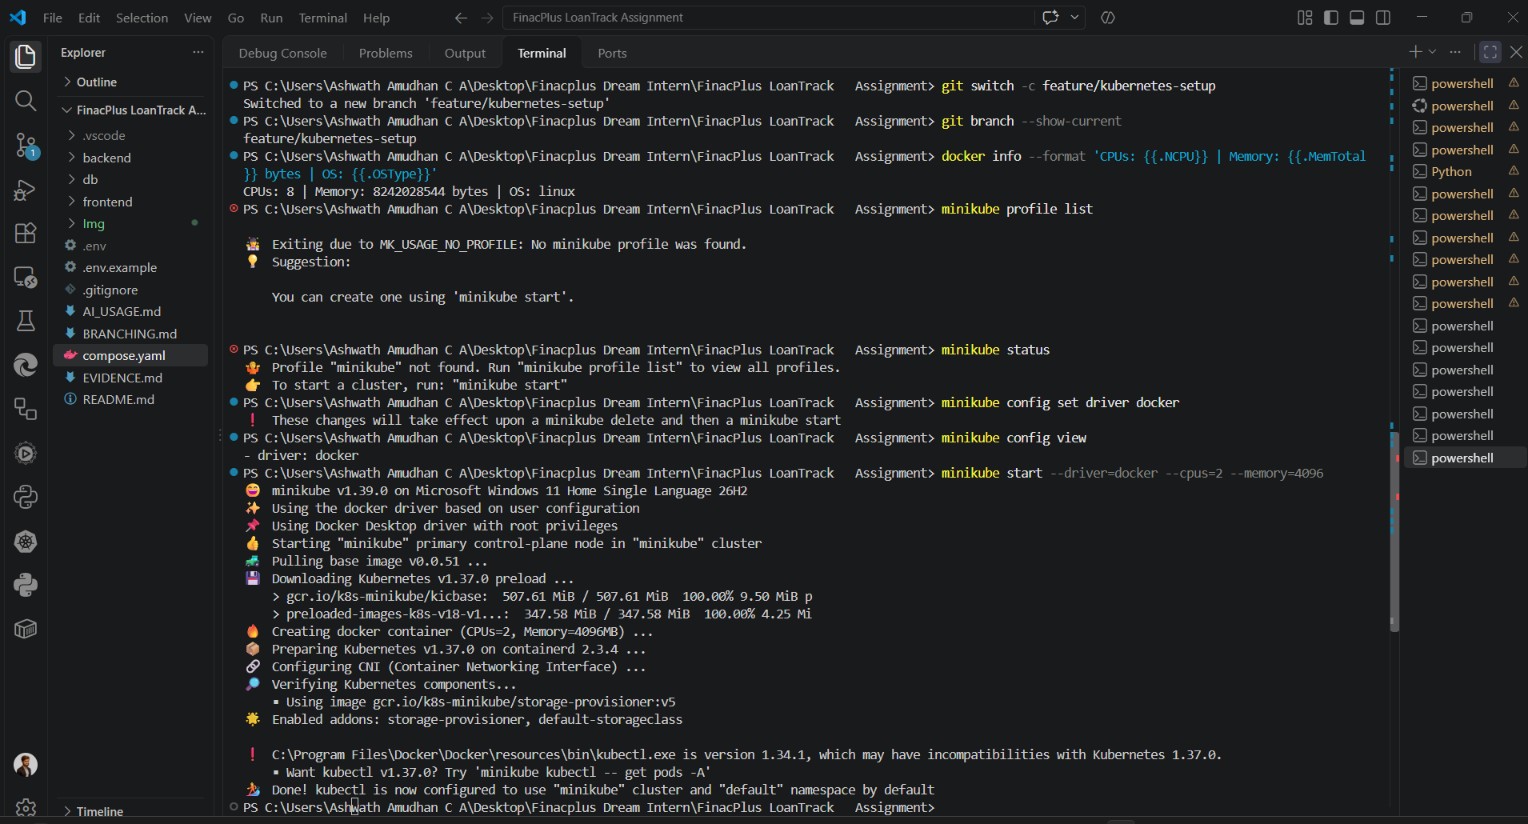 File Edit Selection View Go Run Terminal Help
FinacPlus LoanTrack Assignment
Explorer
Outline
FinacPlus LoanTrack A...
.vscode
backend
db
frontend
Img
.env
.env.example
.gitignore
AI_USAGE.md
BRANCHING.md
compose.yaml
EVIDENCE.md
README.md
Timeline
1
Debug Console Problems Output Terminal Ports
PS C:\Users\Ashwath Amudhan C A\Desktop\Finacplus Dream Intern\FinacPlus LoanTrack   Assignment> git switch -c feature/kubernetes-setup
Switched to a new branch 'feature/kubernetes-setup'
PS C:\Users\Ashwath Amudhan C A\Desktop\Finacplus Dream Intern\FinacPlus LoanTrack   Assignment> git branch --show-current
feature/kubernetes-setup
PS C:\Users\Ashwath Amudhan C A\Desktop\Finacplus Dream Intern\FinacPlus LoanTrack   Assignment> docker info --format 'CPUs: {{.NCPU}} | Memory: {{.MemTotal
}} bytes | OS: {{.OSType}}'
CPUs: 8 | Memory: 8242028544 bytes | OS: linux
PS C:\Users\Ashwath Amudhan C A\Desktop\Finacplus Dream Intern\FinacPlus LoanTrack   Assignment> minikube profile list
Exiting due to MK_USAGE_NO_PROFILE: No minikube profile was found.
Suggestion:
You can create one using 'minikube start'.
PS C:\Users\Ashwath Amudhan C A\Desktop\Finacplus Dream Intern\FinacPlus LoanTrack   Assignment> minikube status
Profile "minikube" not found. Run "minikube profile list" to view all profiles.
To start a cluster, run: "minikube start"
PS C:\Users\Ashwath Amudhan C A\Desktop\Finacplus Dream Intern\FinacPlus LoanTrack   Assignment> minikube config set driver docker
These changes will take effect upon a minikube delete and then a minikube start
PS C:\Users\Ashwath Amudhan C A\Desktop\Finacplus Dream Intern\FinacPlus LoanTrack   Assignment> minikube config view
- driver: docker
PS C:\Users\Ashwath Amudhan C A\Desktop\Finacplus Dream Intern\FinacPlus LoanTrack   Assignment> minikube start --driver=docker --cpus=2 --memory=4096
minikube v1.39.0 on Microsoft Windows 11 Home Single Language 26H2
Using the docker driver based on user configuration
Using Docker Desktop driver with root privileges
Starting "minikube" primary control-plane node in "minikube" cluster
Pulling base image v0.0.51 ...
Downloading Kubernetes v1.37.0 preload ...
> gcr.io/k8s-minikube/kicbase:  507.61 MiB / 507.61 MiB  100.00% 9.50 MiB p
> preloaded-images-k8s-v18-v1...:  347.58 MiB / 347.58 MiB  100.00% 4.25 Mi
Creating docker container (CPUs=2, Memory=4096MB) ...
Preparing Kubernetes v1.37.0 on containerd 2.3.4 ...
Configuring CNI (Container Networking Interface) ...
Verifying Kubernetes components...
▪ Using image gcr.io/k8s-minikube/storage-provisioner:v5
Enabled addons: storage-provisioner, default-storageclass
C:\Program Files\Docker\Docker\resources\bin\kubectl.exe is version 1.34.1, which may have incompatibilities with Kubernetes 1.37.0.
▪ Want kubectl v1.37.0? Try 'minikube kubectl -- get pods -A'
Done! kubectl is now configured to use "minikube" cluster and "default" namespace by default
PS C:\Users\Ashwath Amudhan C A\Desktop\Finacplus Dream Intern\FinacPlus LoanTrack   Assignment>
powershell
powershell
powershell
powershell
Python
powershell
powershell
powershell
powershell
powershell
powershell
powershell
powershell
powershell
powershell
powershell
powershell
powershell